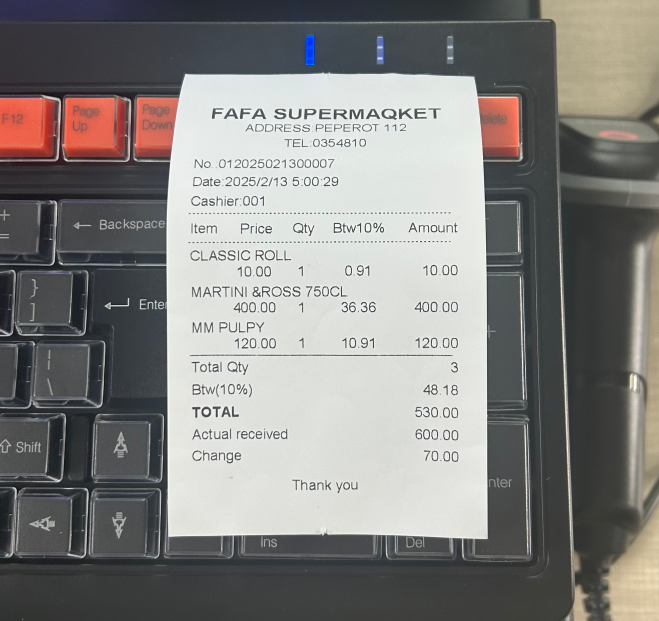 F12
Page Up
Page Down
FAFA SUPERMAQKET
ADDRESS:PEPEROT 112
TEL:0354810
No.:012025021300007
Date:2025/2/13 5:00:29
Cashier:001
Item Price Qty Btw10% Amount
CLASSIC ROLL
10.00 1 0.91 10.00
MARTINI &ROSS 750CL
400.00 1 36.36 400.00
MM PULPY
120.00 1 10.91 120.00
Total Qty 3
Btw(10%) 48.18
TOTAL 530.00
Actual received 600.00
Change 70.00
Thank you
+
=
← Backspace
}
]
Enter
|
\
⇧ Shift
Ins
Del